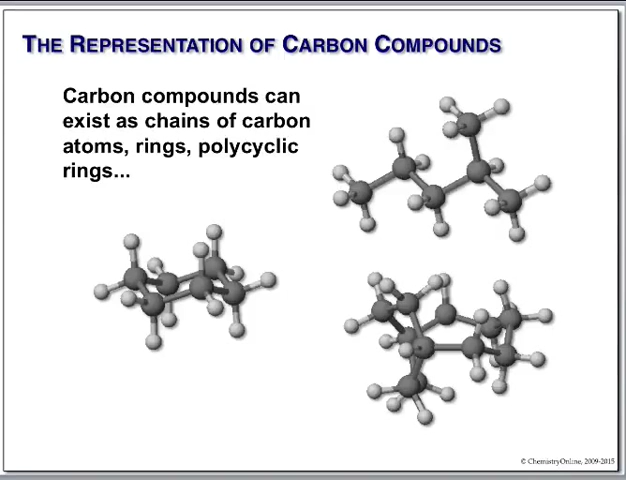 THE REPRESENTATION OF CARBON COMPOUNDS
Carbon compounds can
exist as chains of carbon
atoms, rings, polycyclic
rings...
© ChemistryOnline, 2009-2015